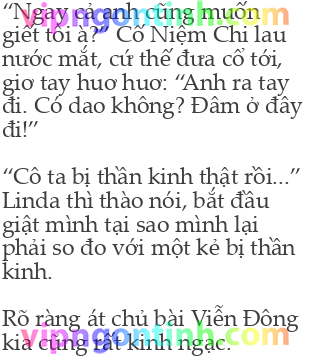 “Ngay cả anh cũng muốn
giết tôi à?” Cố Niệm Chi lau
nước mắt, cứ thế đưa cổ tới,
giơ tay huơ huơ: “Anh ra tay
đi. Có dao không? Đâm ở đây
đi!”
“Cô ta bị thần kinh thật rồi...”
Linda thì thào nói, bắt đầu
giật mình tại sao mình lại
phải so đo với một kẻ bị thần
kinh.
Rõ ràng át chủ bài Viễn Đông
kia cũng rất kinh ngạc.
vipngontinh.com
vipngontinh.com